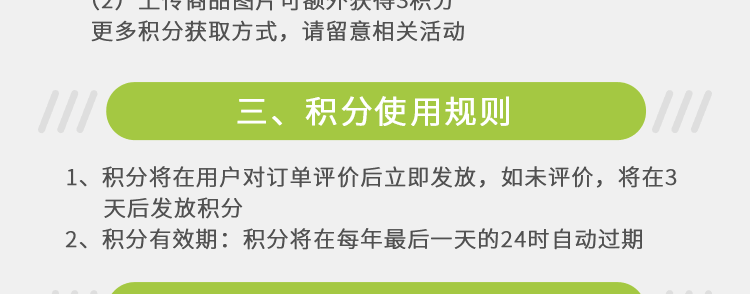 (2）上传商品图片可额外获得3积分
更多积分获取方式，请留意相关活动
三、积分使用规则
1、积分将在用户对订单评价后立即发放，如未评价，将在3
天后发放积分
2、积分有效期：积分将在每年最后一天的24时自动过期